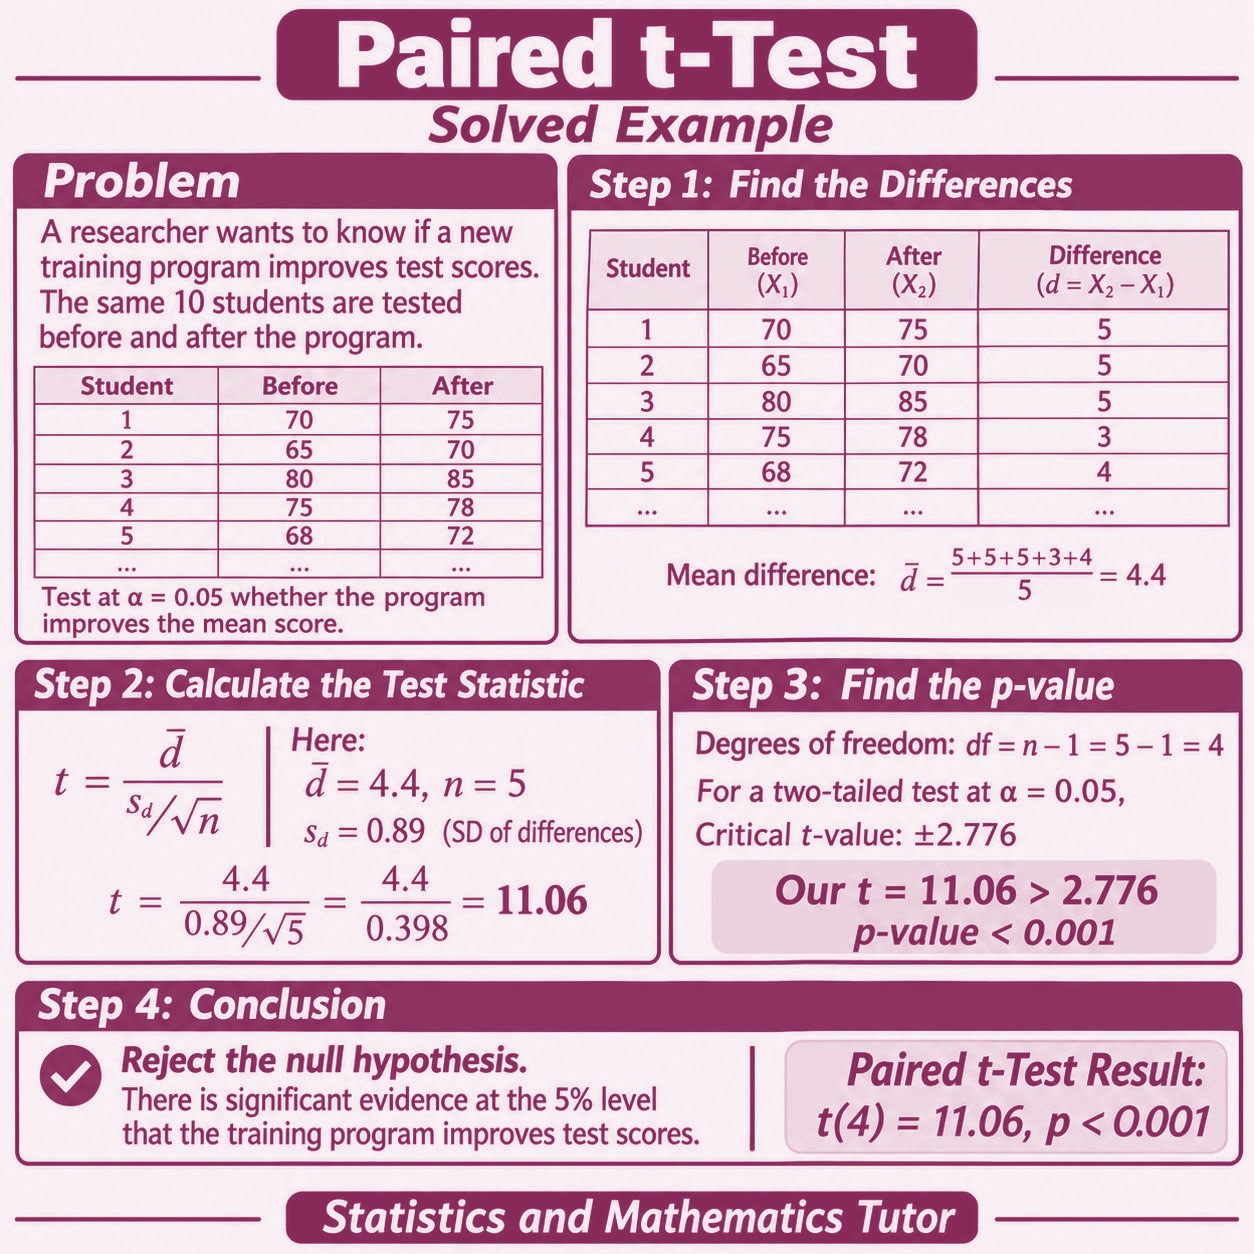 Paired t-Test
Solved Example
Problem
A researcher wants to know if a new
training program improves test scores.
The same 10 students are tested
before and after the program.
Student Before After
1 70 75
2 65 70
3 80 85
4 75 78
5 68 72
... ... ...
Test at α = 0.05 whether the program
improves the mean score.
Step 1: Find the Differences
Student Before (X₁) After (X₂) Difference (d = X₂ – X₁)
1 70 75 5
2 65 70 5
3 80 85 5
4 75 78 3
5 68 72 4
... ... ... ...
Mean difference: d̄ = (5+5+5+3+4)/5 = 4.4
Step 2: Calculate the Test Statistic
t = d̄ / (s_d/√n)
Here:
d̄ = 4.4, n = 5
s_d = 0.89 (SD of differences)
t = 4.4 / (0.89/√5) = 4.4 / 0.398 = 11.06
Step 3: Find the p-value
Degrees of freedom: df = n – 1 = 5 – 1 = 4
For a two-tailed test at α = 0.05,
Critical t-value: ±2.776
Our t = 11.06 > 2.776
p-value < 0.001
Step 4: Conclusion
Reject the null hypothesis.
There is significant evidence at the 5% level
that the training program improves test scores.
Paired t-Test Result:
t(4) = 11.06, p < 0.001
Statistics and Mathematics Tutor